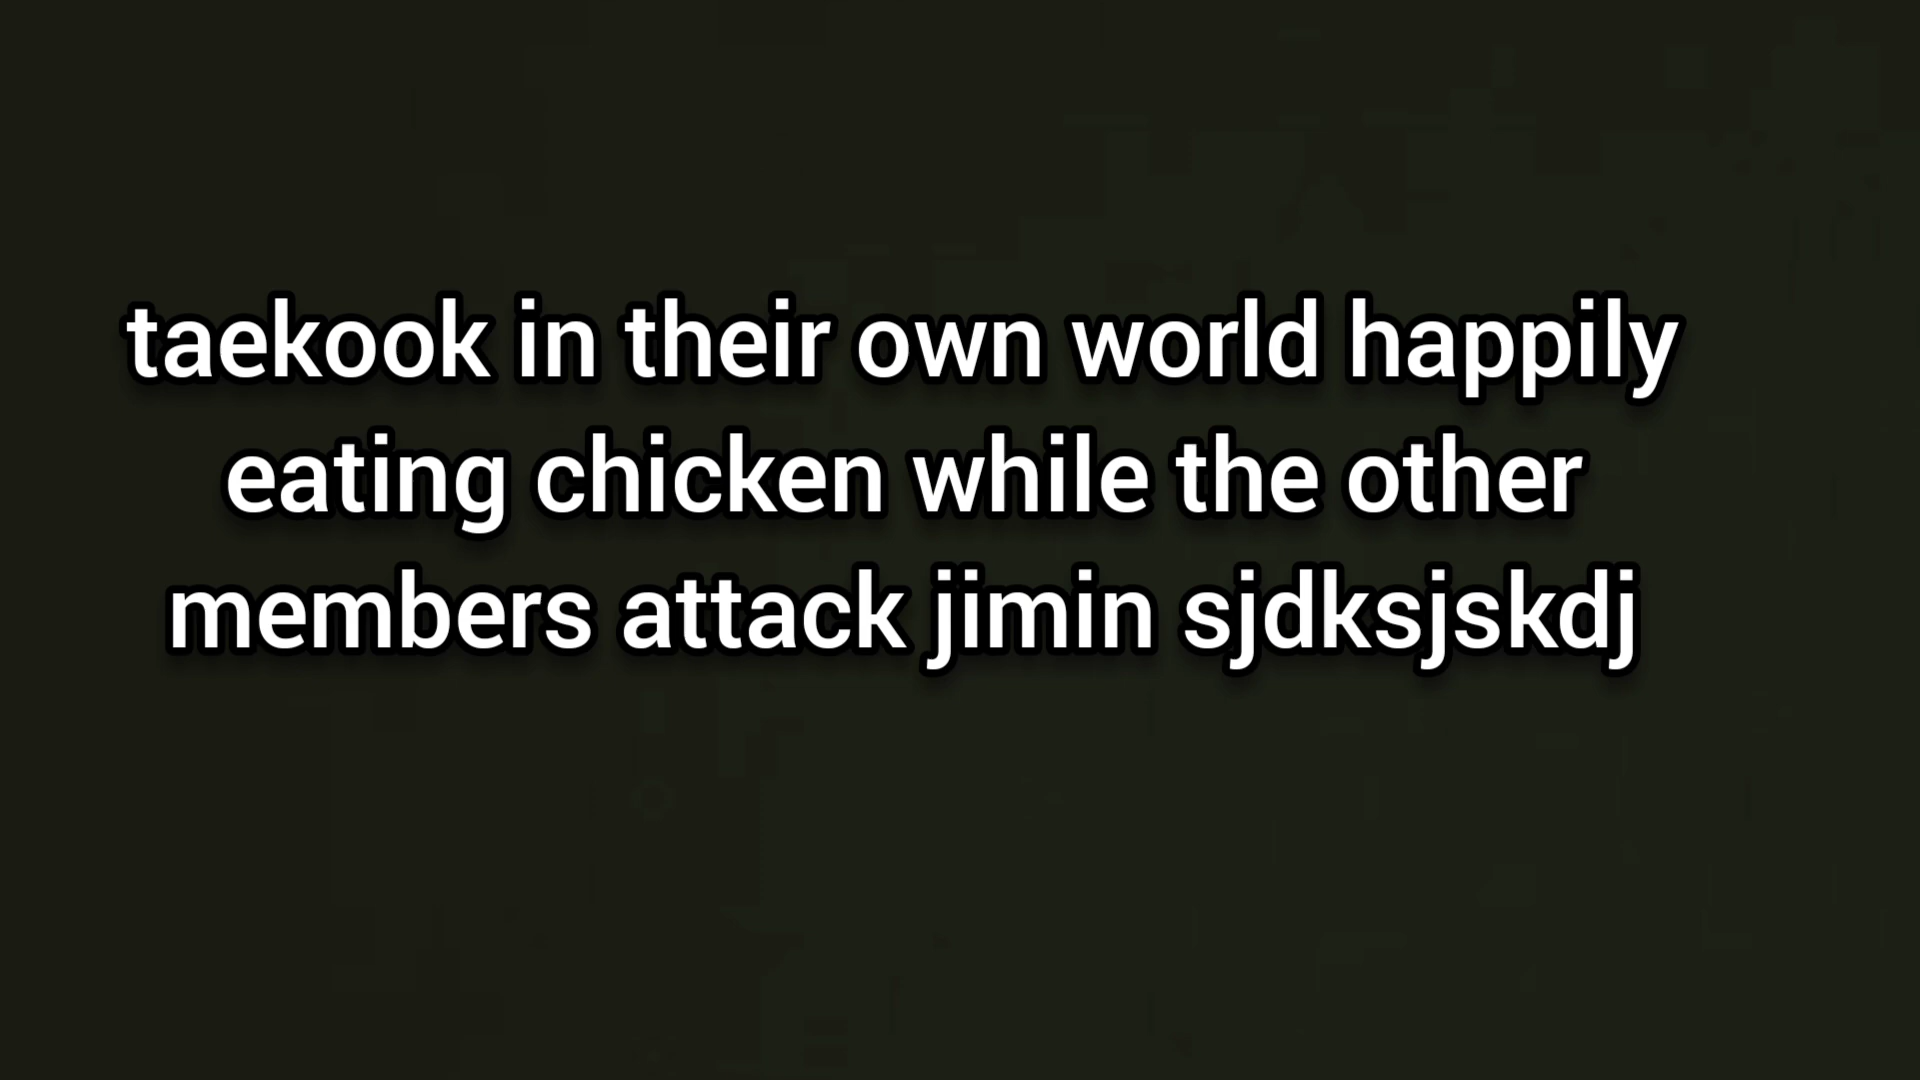 taekook in their own world happily
eating chicken while the other
members attack jimin sjdksjskdj